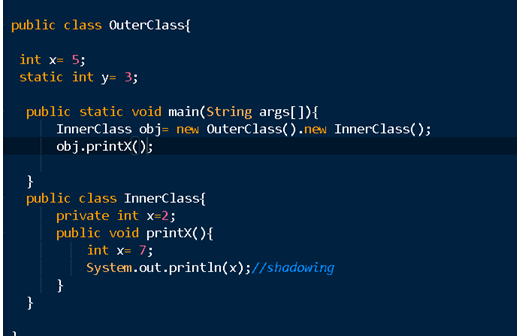 public class OuterClass{
int x= 5;
static int y= 3;
public static void main(String args[]){
InnerClass obj= new OuterClass().new InnerClass();
obj.printX();
}
public class InnerClass{
private int x=2;
public void printX(){
int x= 7;
System.out.println(x);//shadowing
}
}
}